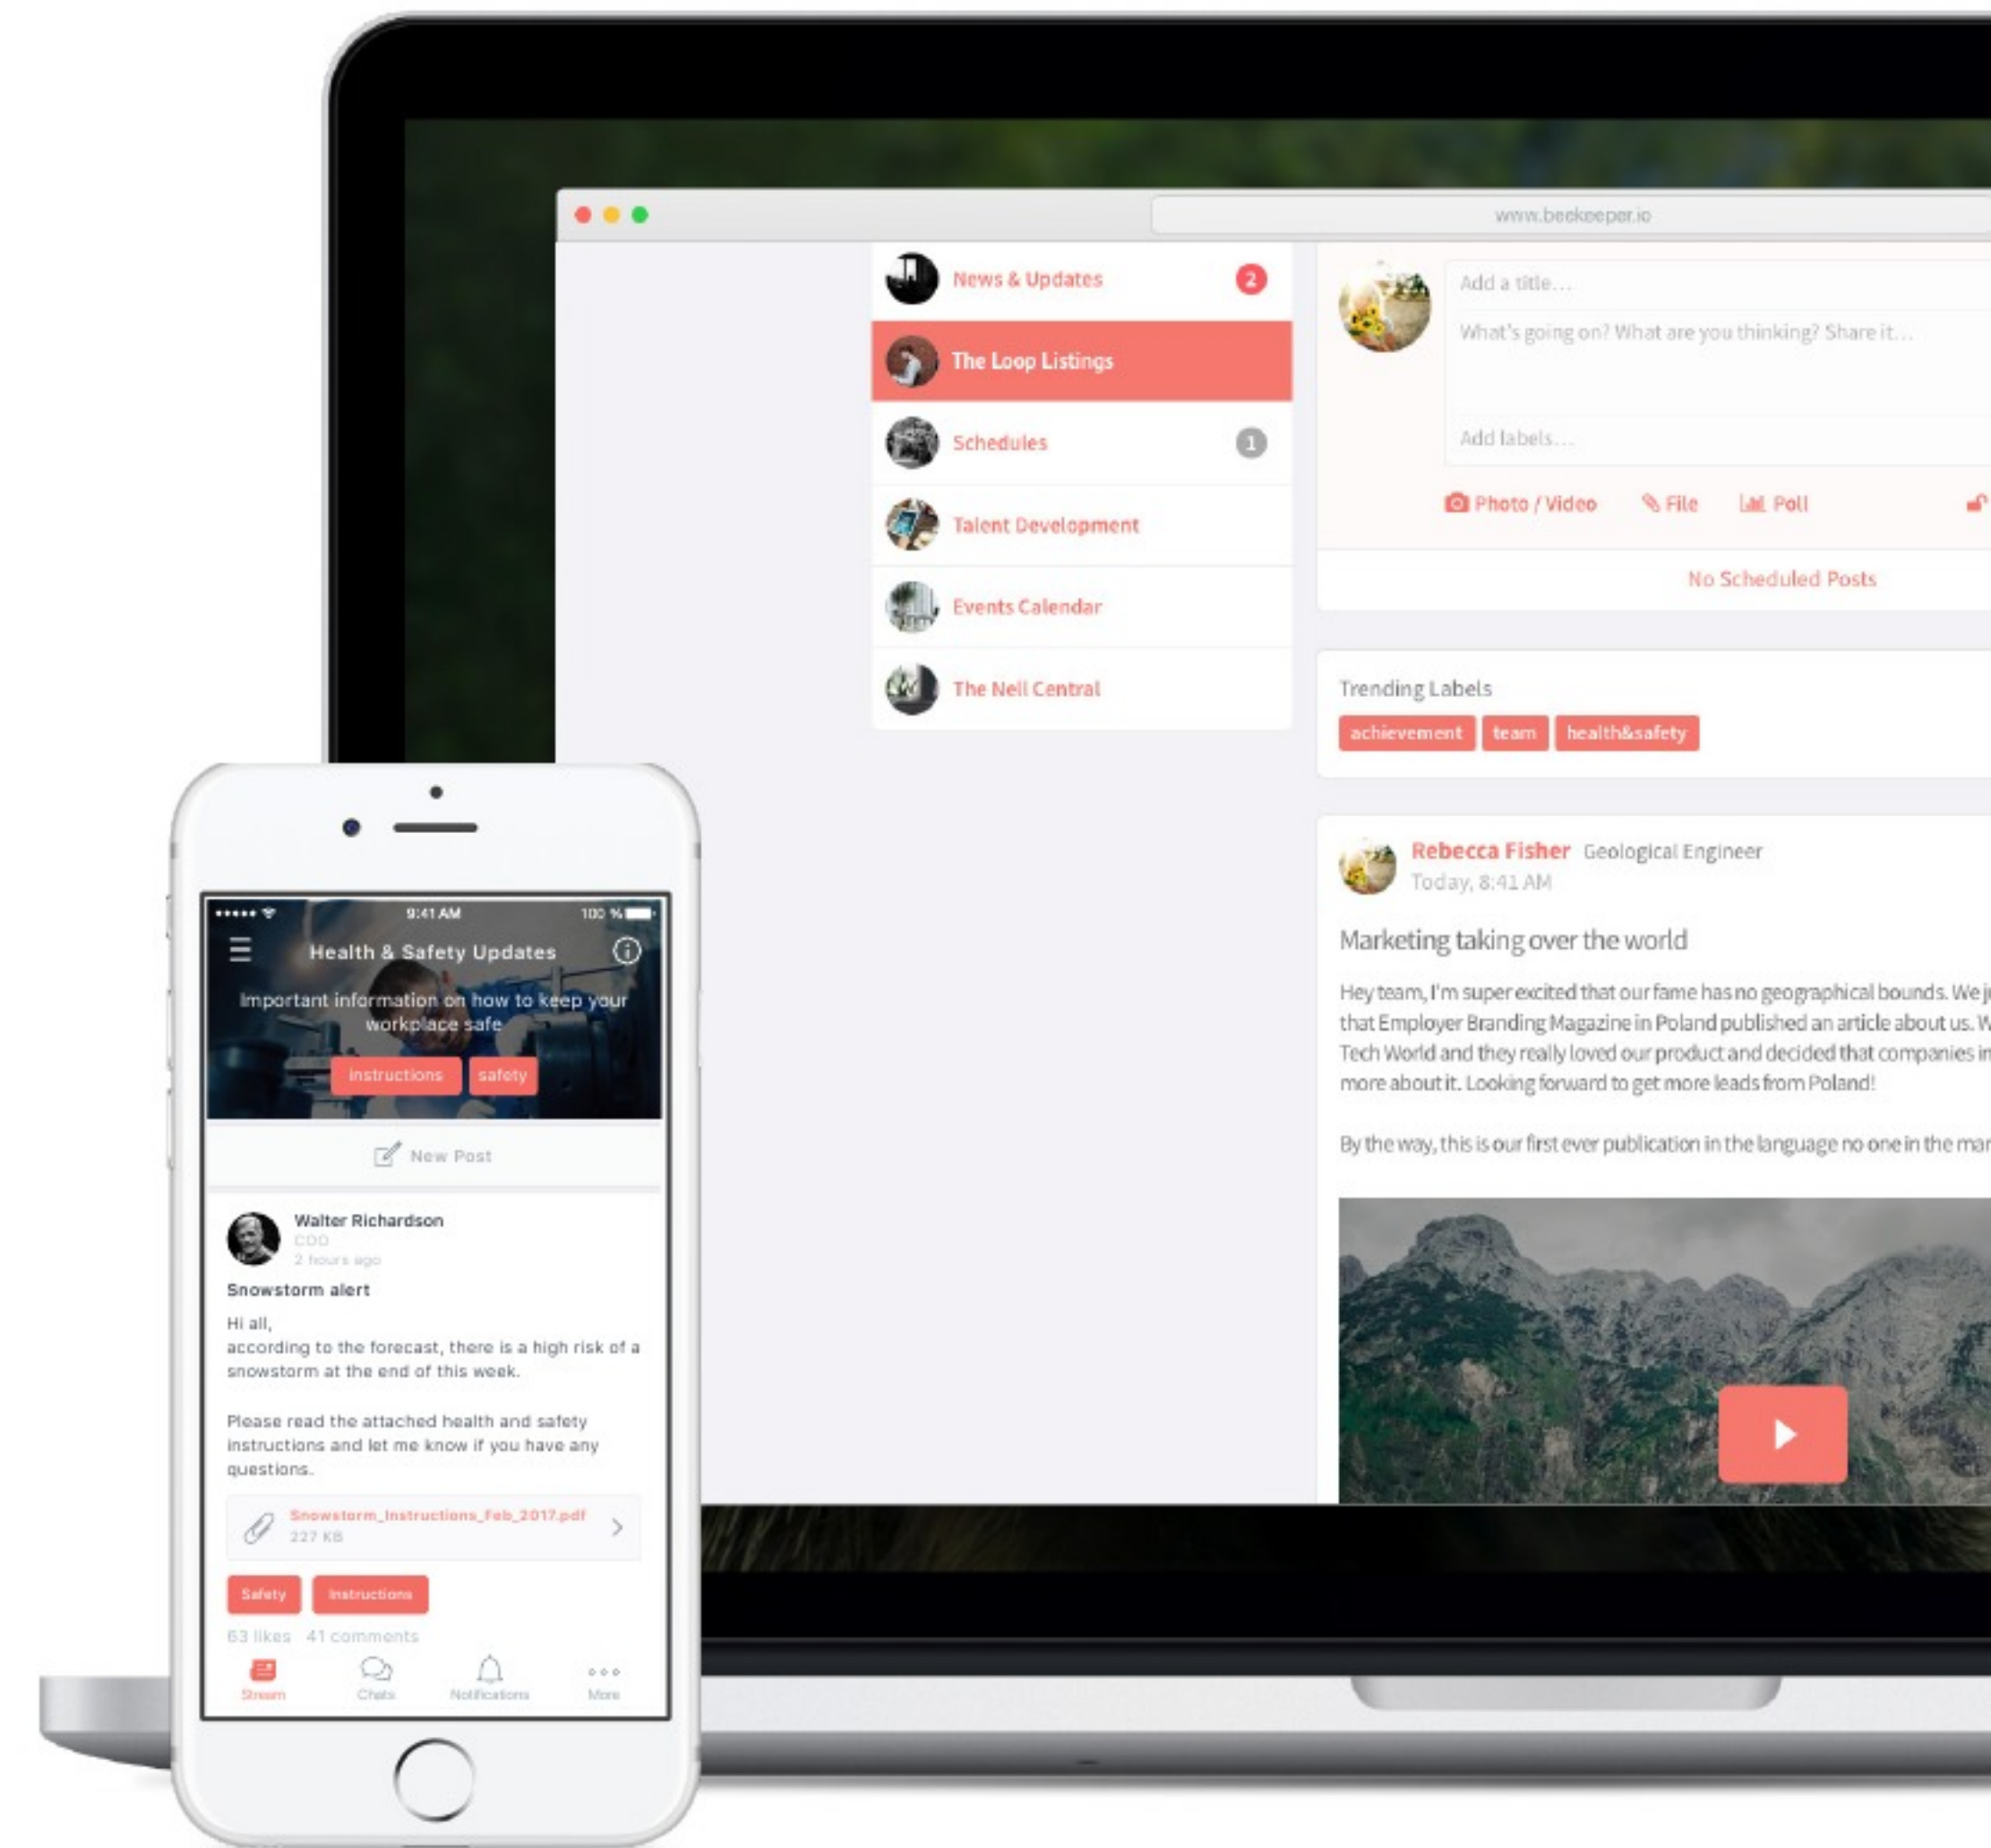 www.beekeeper.io
News & Updates 2
The Loop Listings
Schedules 1
Talent Development
Events Calendar
The Nell Central
Add a title...
What's going on? What are you thinking? Share it...
Add labels...
Photo / Video File Poll
No Scheduled Posts
Trending Labels
achievement team health&safety
Rebecca Fisher Geological Engineer
Today, 8:41 AM
Marketing taking over the world
Hey team, I'm super excited that our fame has no geographical bounds. We
that Employer Branding Magazine in Poland published an article about us.
Tech World and they really loved our product and decided that companies
more about it. Looking forward to get more leads from Poland!
By the way, this is our first ever publication in the language no one in the
9:41 AM 100 %
Health & Safety Updates
Important information on how to keep your
workplace safe
instructions safety
New Post
Walter Richardson
COO
2 hours ago
Snowstorm alert
Hi all,
according to the forecast, there is a high risk of a
snowstorm at the end of this week.
Please read the attached health and safety
instructions and let me know if you have any
questions.
Snowstorm_Instructions_Feb_2017.pdf
227 KB
Safety Instructions
63 likes 41 comments
Stream Chats Notifications More